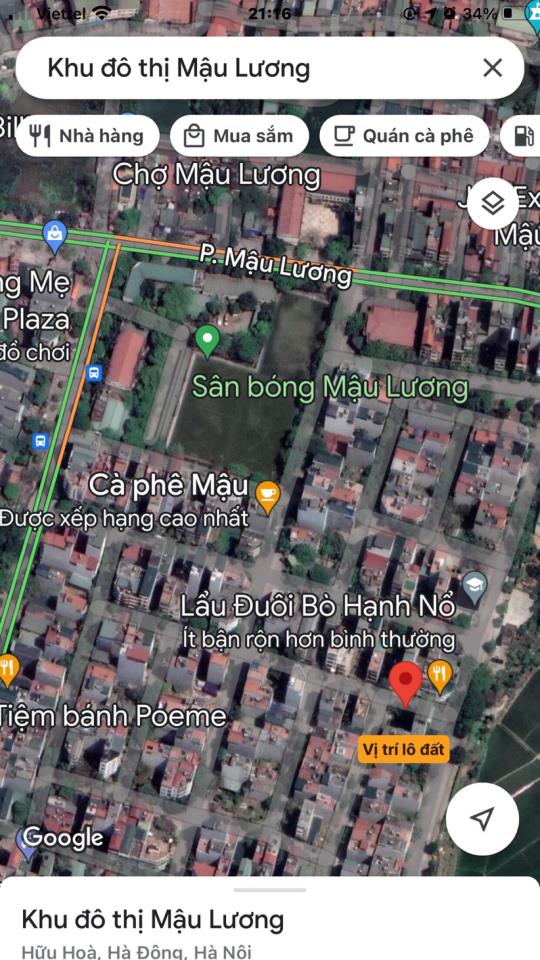 Viettel
21:16
34%
Khu đô thị Mậu Lương
Nhà hàng
Mua sắm
Quán cà phê
Chợ Mậu Lương
P. Mậu Lương
Plaza
đồ chơi
Sân bóng Mậu Lương
Cà phê Mậu
Được xếp hạng cao nhất
Lẩu Đuôi Bò Hạnh Nổ
Ít bận rộn hơn bình thường
Tiệm bánh Poeme
Vị trí lô đất
Google
Khu đô thị Mậu Lương
Hữu Hoà, Hà Đông, Hà Nội